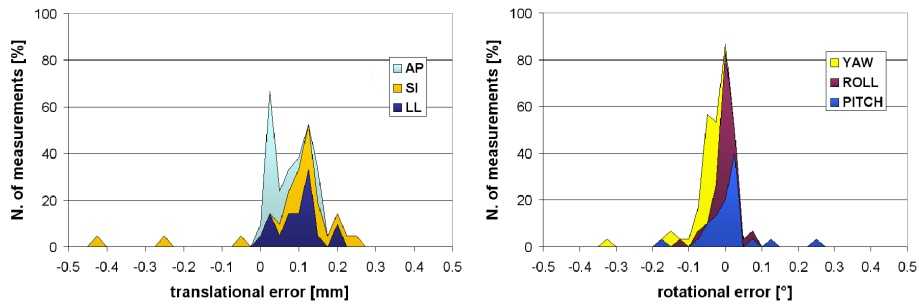 N. of measurements [%]
100
80
60
40
20
0
-0.5 -0.4 -0.3 -0.2 -0.1 0 0.1 0.2 0.3 0.4 0.5
translational error [mm]
AP
SI
LL
N. of measurements [%]
100
80
60
40
20
0
-0.5 -0.4 -0.3 -0.2 -0.1 0 0.1 0.2 0.3 0.4 0.5
rotational error [°]
YAW
ROLL
PITCH